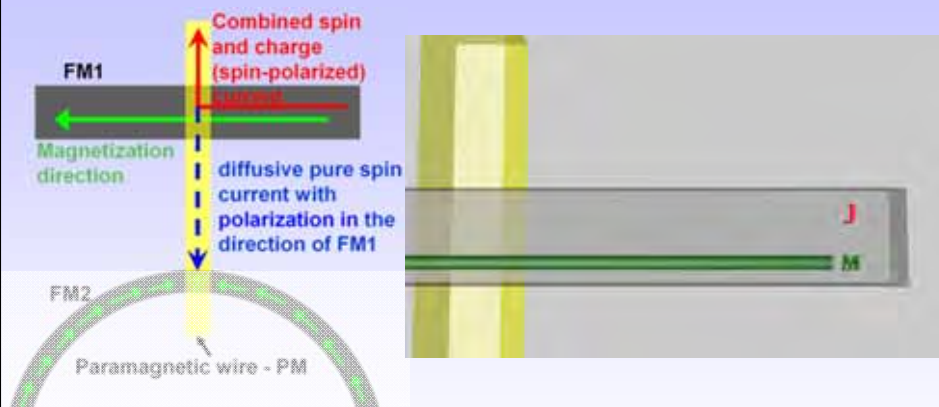 Combined spin
and charge
(spin-polarized)
current
FM1
Magnetization
direction
diffusive pure spin
current with
polarization in the
direction of FM1
FM2
Paramagnetic wire - PM
J
M